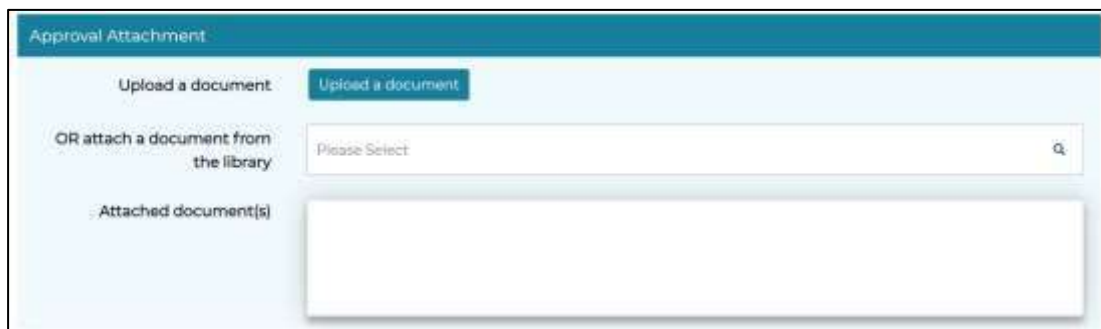 Approval Attachment
Upload a document
Upload a document
OR attach a document from
the library
Please Select
Attached document(s)